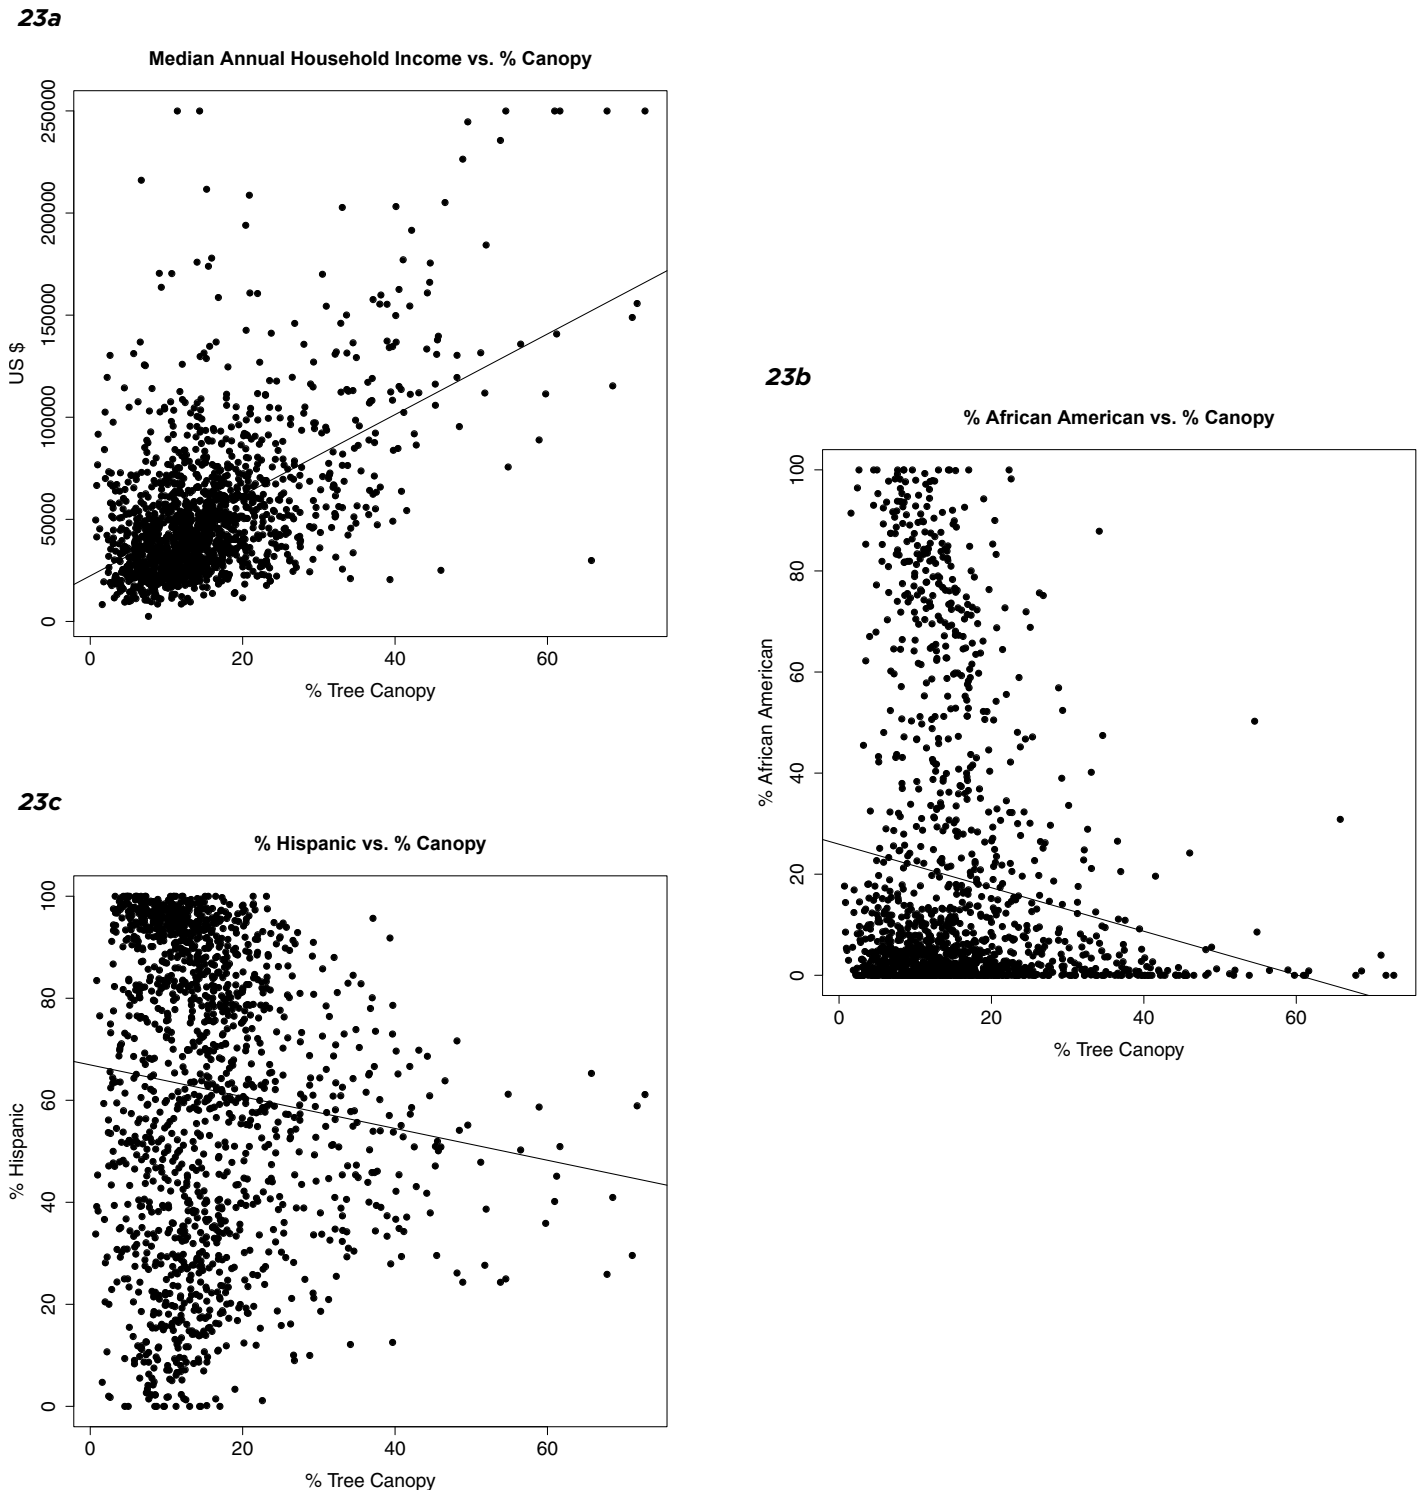 23a
Median Annual Household Income vs. % Canopy
US $
250000
200000
150000
100000
50000
0
0 20 40 60
% Tree Canopy
23b
% African American vs. % Canopy
% African American
100
80
60
40
20
0
0 20 40 60
% Tree Canopy
23c
% Hispanic vs. % Canopy
% Hispanic
100
80
60
40
20
0
0 20 40 60
% Tree Canopy